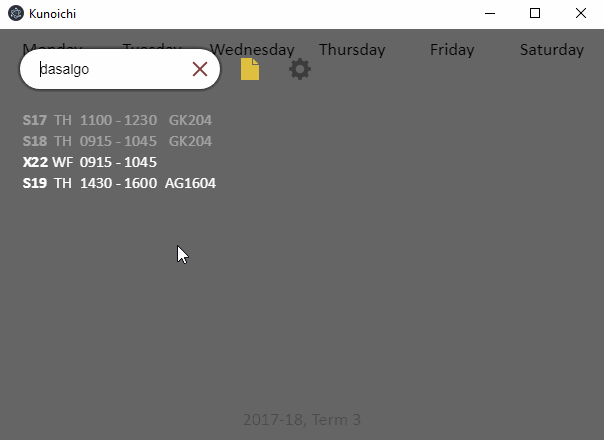 Kunoichi
Monday Tuesday Wednesday Thursday Friday Saturday
dasalgo
S17 TH 1100 - 1230 GK204
S18 TH 0915 - 1045 GK204
X22 WF 0915 - 1045
S19 TH 1430 - 1600 AG1604
2017-18, Term 3